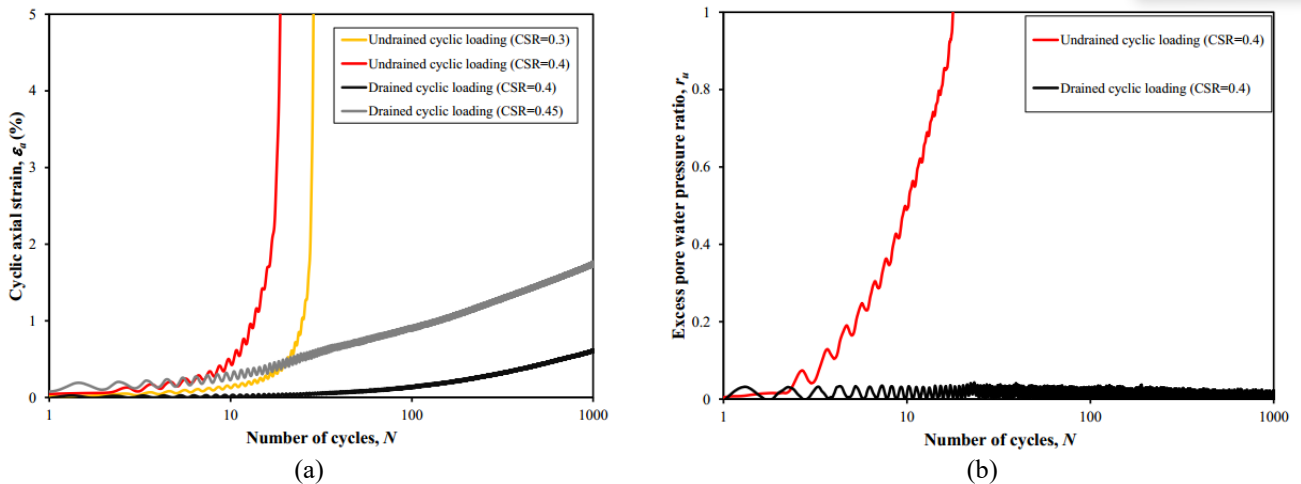 5
4
3
2
1
0
Cyclic axial strain, εa (%)
Undrained cyclic loading (CSR=0.3)
Undrained cyclic loading (CSR=0.4)
Drained cyclic loading (CSR=0.4)
Drained cyclic loading (CSR=0.45)
1
10
100
1000
Number of cycles, N
(a)
1
0.8
0.6
0.4
0.2
0
Excess pore water pressure ratio, ru
Undrained cyclic loading (CSR=0.4)
Drained cyclic loading (CSR=0.4)
1
10
100
1000
Number of cycles, N
(b)